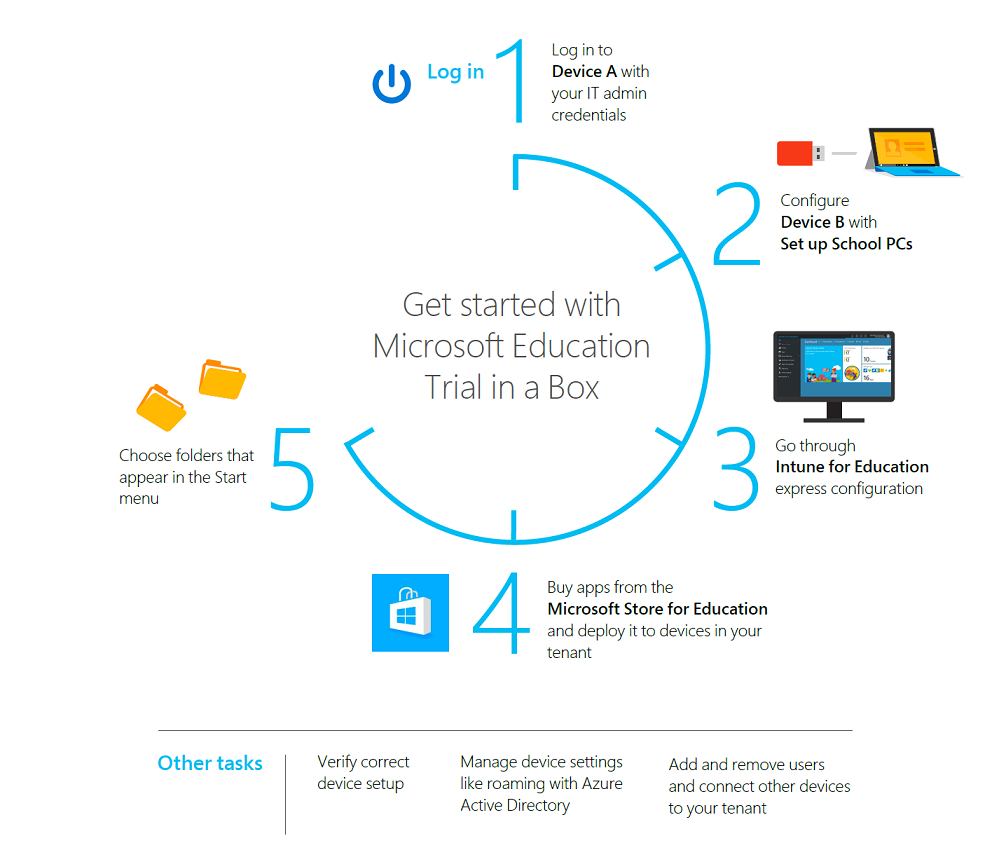 Log in
1
Log in to
Device A with
your IT admin
credentials
2
Configure
Device B with
Set up School PCs
Get started with
Microsoft Education
Trial in a Box
3
Go through
Intune for Education
express configuration
4
Buy apps from the
Microsoft Store for Education
and deploy it to devices in your
tenant
5
Choose folders that
appear in the Start
menu
Other tasks
Verify correct
device setup
Manage device settings
like roaming with Azure
Active Directory
Add and remove users
and connect other devices
to your tenant